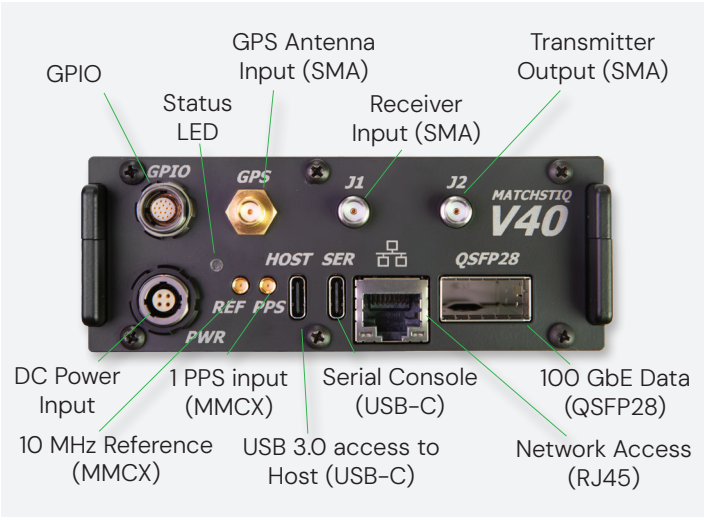 GPS Antenna
Input (SMA)
Transmitter
Output (SMA)
GPIO
Status
LED
Receiver
Input (SMA)
GPIO
GPS
J1
J2
MATCHSTIQ
V40
HOST
SER
QSFP28
REF
PPS
PWR
DC Power
Input
1 PPS input
(MMCX)
Serial Console
(USB-C)
100 GbE Data
(QSFP28)
10 MHz Reference
(MMCX)
USB 3.0 access to
Host (USB-C)
Network Access
(RJ45)